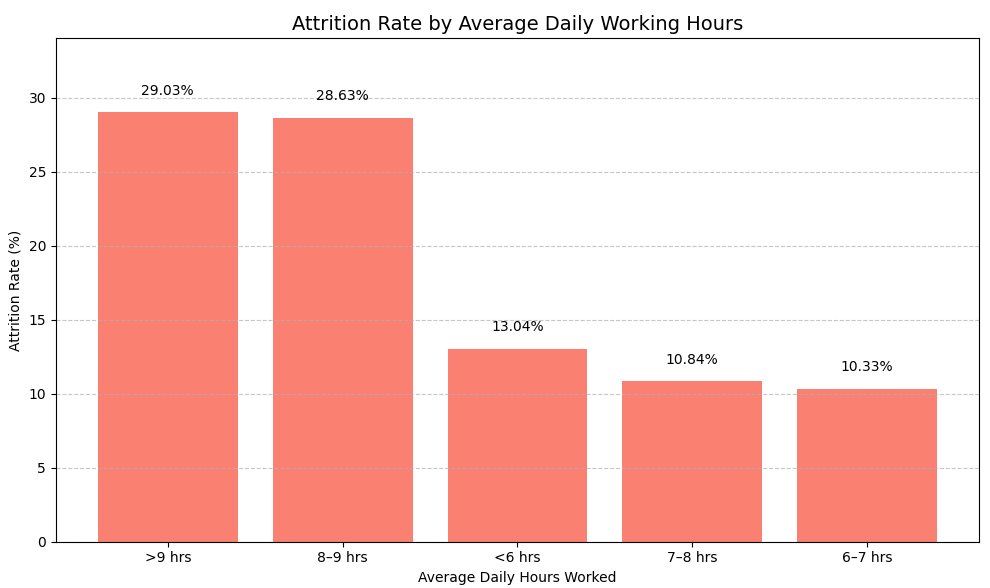 Attrition Rate by Average Daily Working Hours
Attrition Rate (%)
30
25
20
15
10
5
0
29.03%
28.63%
13.04%
10.84%
10.33%
>9 hrs
8–9 hrs
<6 hrs
7–8 hrs
6–7 hrs
Average Daily Hours Worked